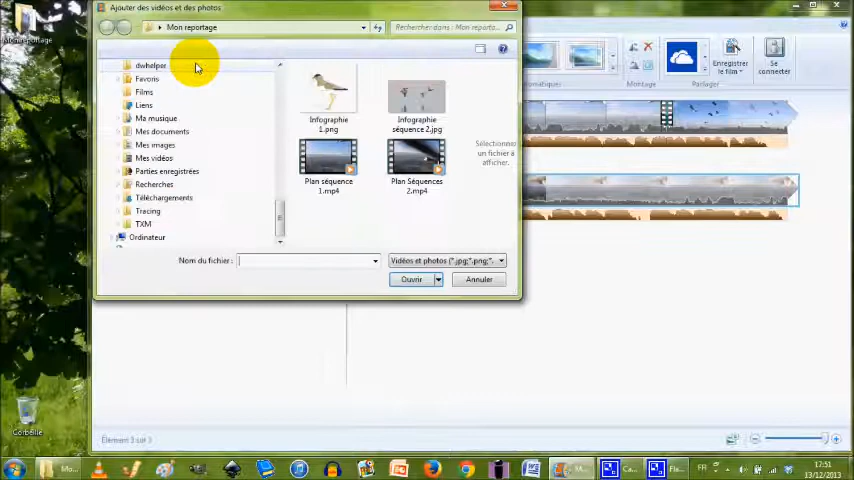 Ajouter des vidéos et des photos
Mon reportage
Mon reportage
Rechercher dans : Mon reporta...
dwhelper
Favoris
Films
Liens
Ma musique
Mes documents
Mes images
Mes vidéos
Parties enregistrées
Recherches
Téléchargements
Tracing
TXM
Ordinateur
Infographie
1.png
Infographie
séquence 2.jpg
Plan séquence
1.mp4
Plan Séquences
2.mp4
Sélectionnez
un fichier à
afficher.
Nom du fichier :
Vidéos et photos (*.jpg;*.png;*.
Ouvrir
Annuler
Enregistrer
le film
Se
connecter
Montage
Partager
Élément 3 sur 3
Corbeille
Mo...
Ca...
Fla...
FR
17:51
13/12/2013